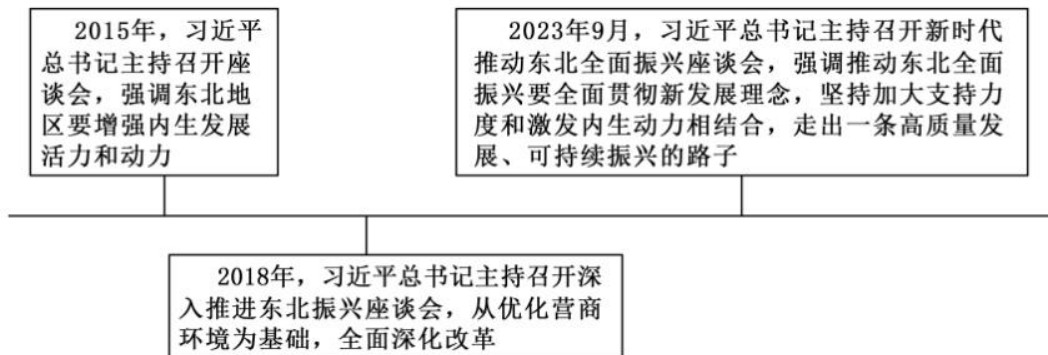 2015年，习近平
总书记主持召开座
谈会，强调东北地
区要增强内生发展
活力和动力
2023年9月，习近平总书记主持召开新时代
推动东北全面振兴座谈会，强调推动东北全面
振兴要全面贯彻新发展理念，坚持加大支持力
度和激发内生动力相结合，走出一条高质量发
展、可持续振兴的路子
2018年，习近平总书记主持召开深
入推进东北振兴座谈会，从优化营商
环境为基础，全面深化改革